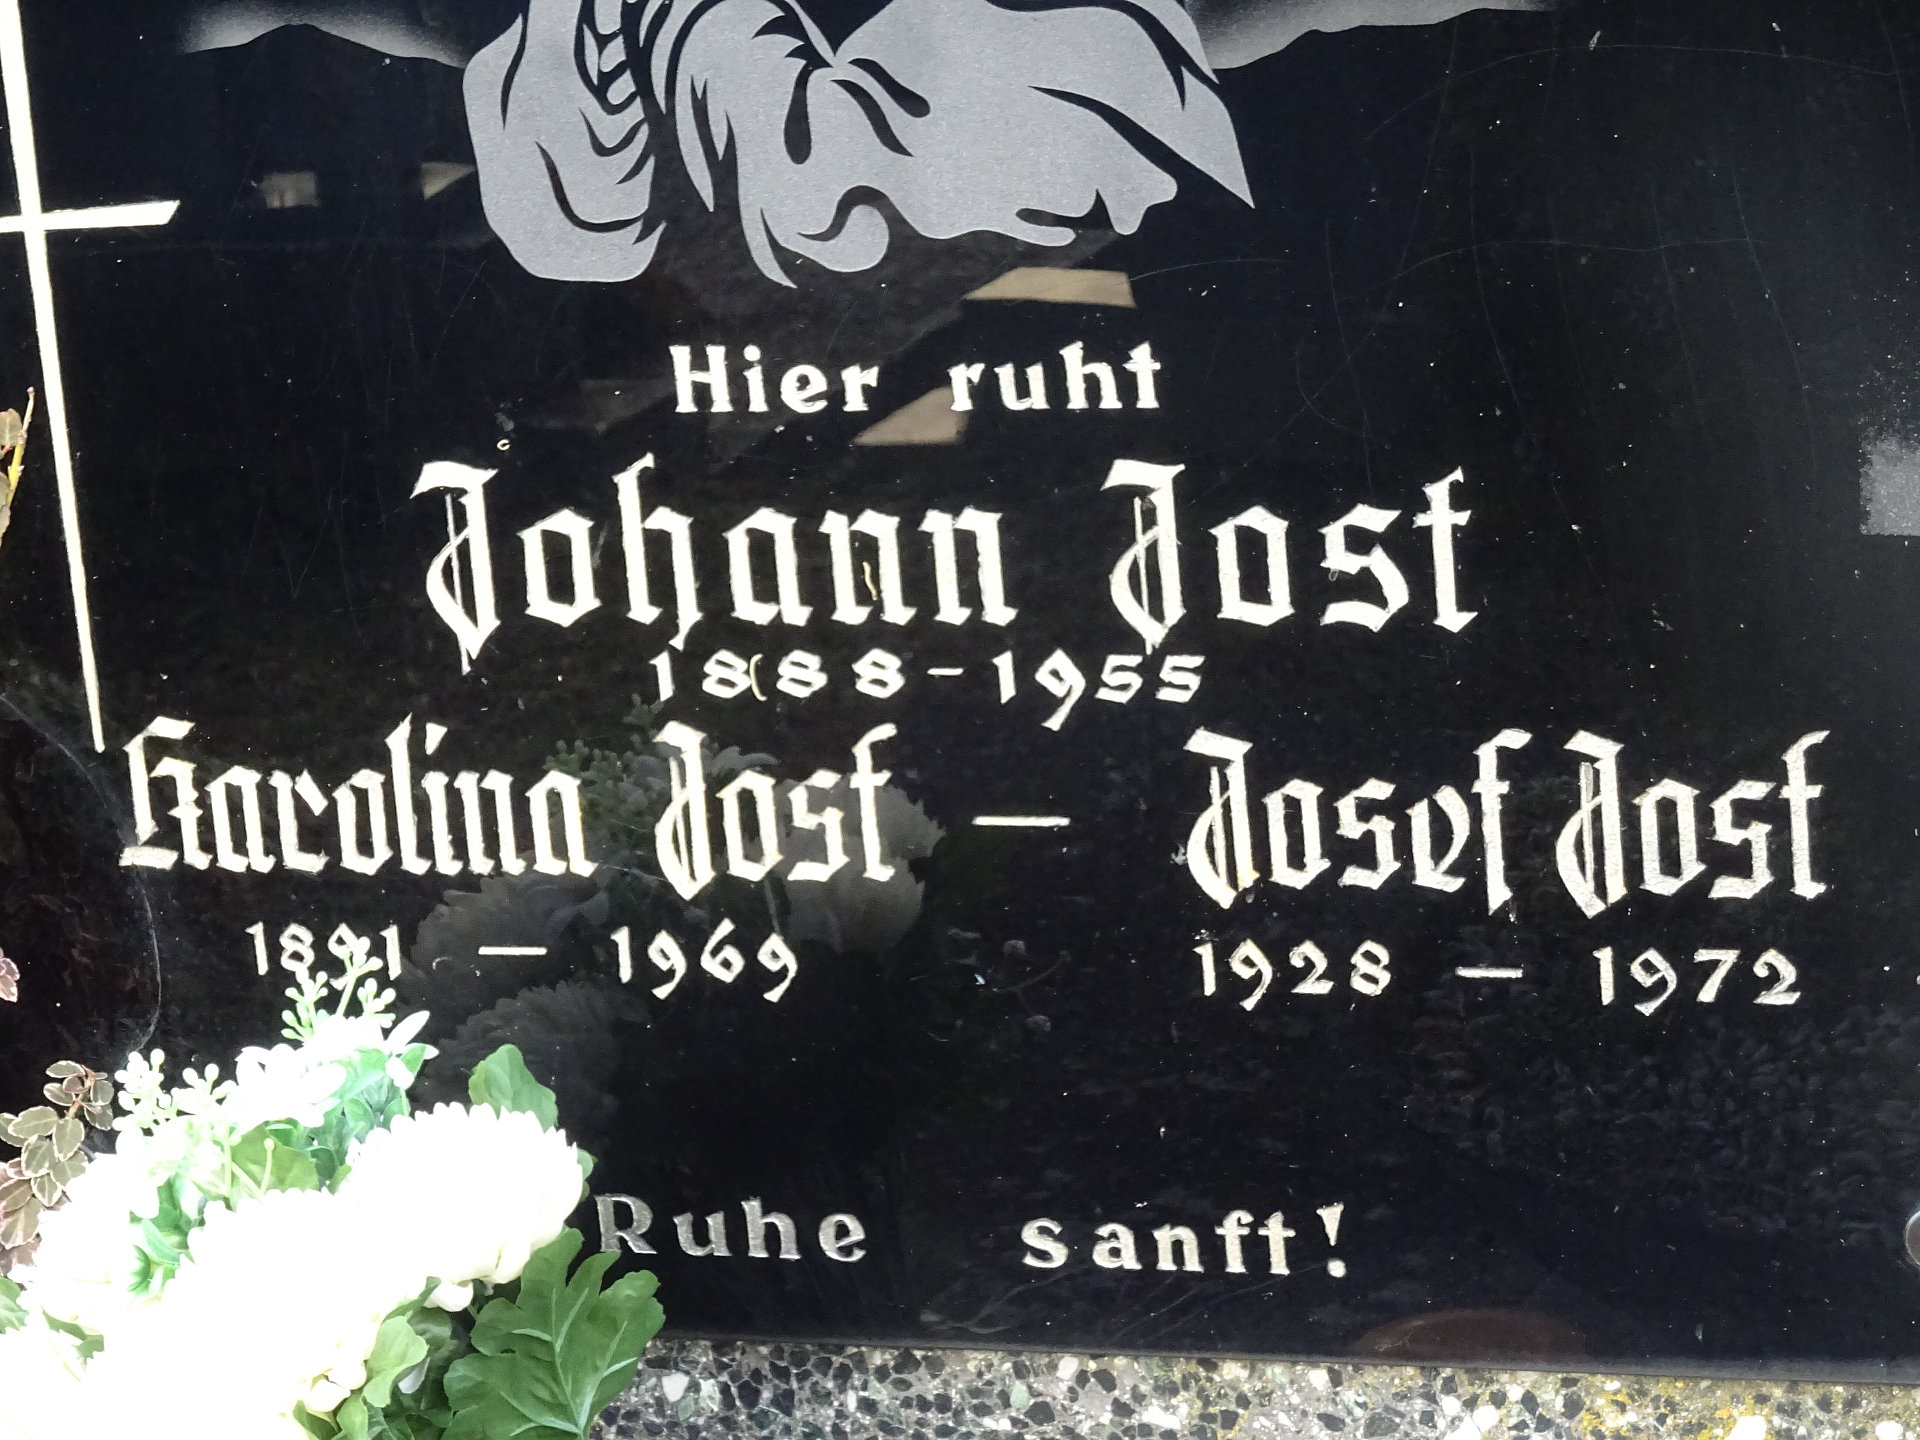 Hier ruht
Johann Jost
1888-1955
Karolina Jost — Josef Jost
1891 — 1969 1928 — 1972
Ruhe sanft!